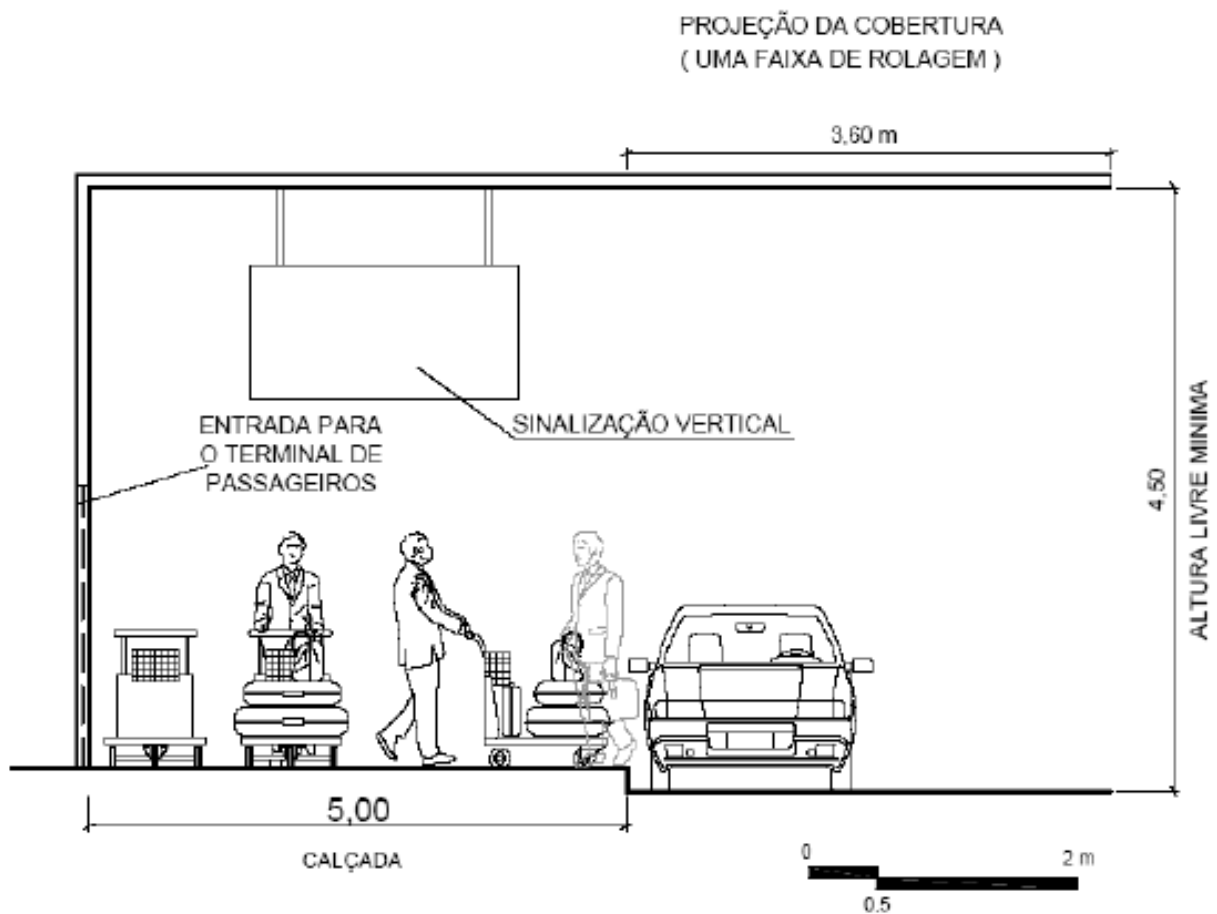 PROJEÇÃO DA COBERTURA
( UMA FAIXA DE ROLAGEM )
3,60 m
ENTRADA PARA
O TERMINAL DE
PASSAGEIROS
SINALIZAÇÃO VERTICAL
4,50
ALTURA LIVRE MINIMA
5,00
CALÇADA
0
2 m
0.5